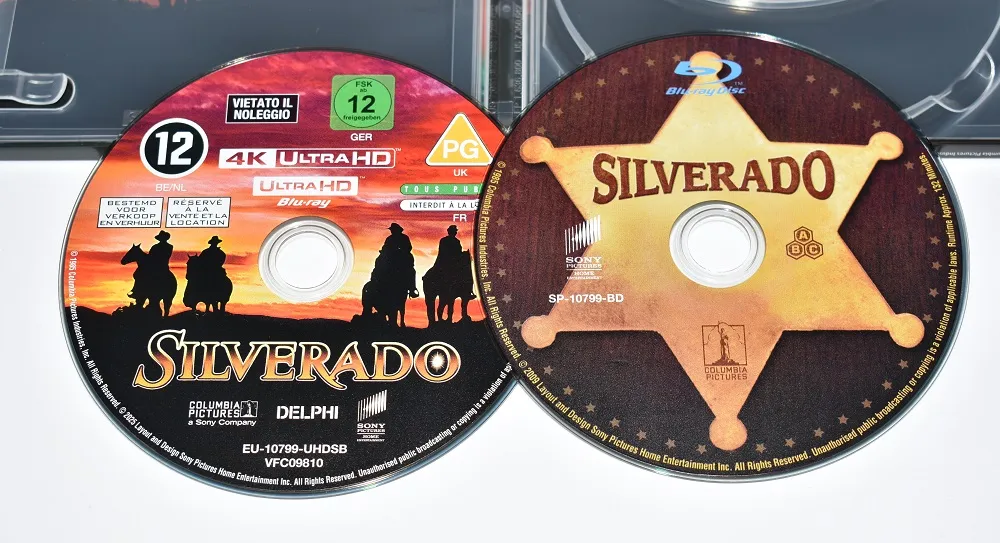 VIETATO IL
NOLEGGIO
FSK
ab
12
freigegeben
GER
12
BE/NL
4K ULTRA HD
PG
UK
ULTRA HD
Blu-ray
TOUS PUBL
INTERDIT À LA L
FR
BESTEMD
VOOR
VERKOOP
EN VERHUUR
RÉSERVÉ
À LA
VENTE ET LA
LOCATION
SILVERADO
COLUMBIA
PICTURES
a Sony Company
DELPHI
SONY
PICTURES
HOME
ENTERTAINMENT
EU-10799-UHDSB
VFC09810
© 1985 Columbia Pictures Industries, Inc. All Rights Reserved. © 2025 Layout and Design Sony Pictures Home Entertainment Inc. All Rights Reserved. Unauthorised public broadcasting or copying is a violation of
Blu-ray Disc
TM
SILVERADO
A
B C
SONY
PICTURES
HOME
ENTERTAINMENT
SP-10799-BD
COLUMBIA
PICTURES
© 1985 Columbia Pictures Industries, Inc. All Rights Reserved. © 2009 Layout and Design Sony Pictures Home Entertainment Inc. All Rights Reserved. Unauthorised public broadcasting or copying is a violation of applicable laws. Runtime Approx. 132 Minutes